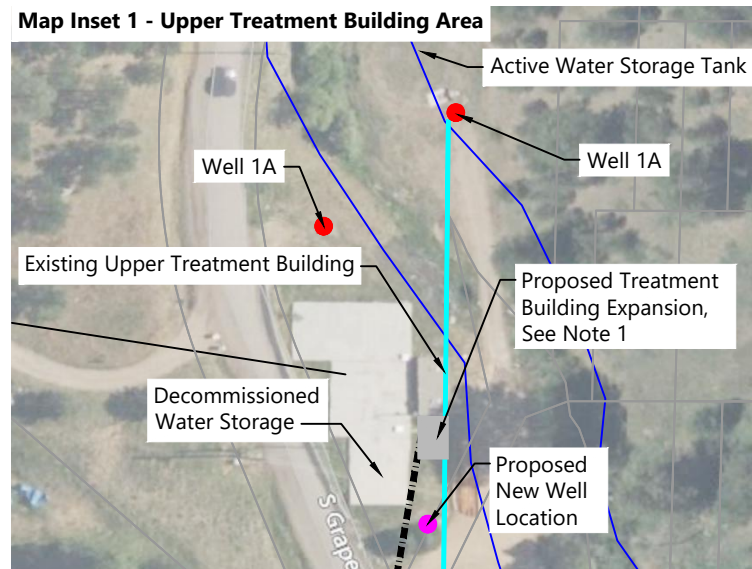 Map Inset 1 - Upper Treatment Building Area
Active Water Storage Tank
Well 1A
Well 1A
Existing Upper Treatment Building
Proposed Treatment
Building Expansion,
See Note 1
Decommissioned
Water Storage
Proposed
New Well
Location
S Grape